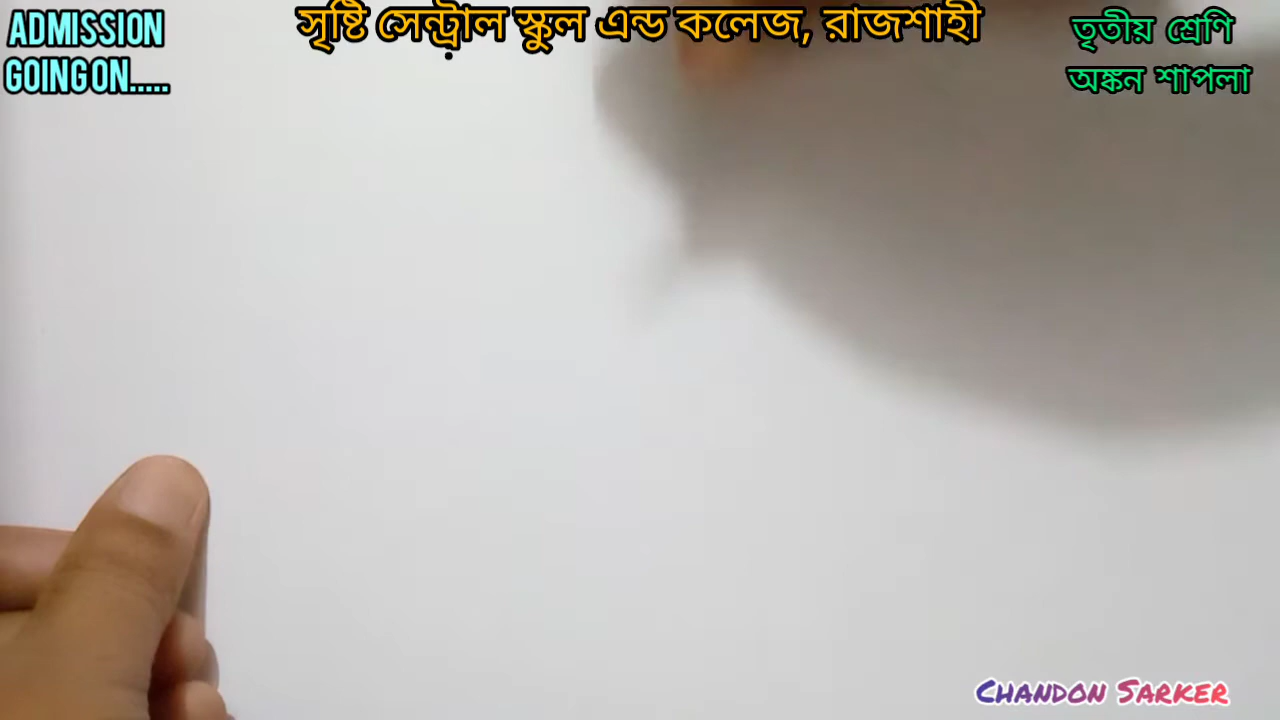 ADMISSION
GOING ON.....
সৃষ্টি সেন্ট্রাল স্কুল এন্ড কলেজ, রাজশাহী
তৃতীয় শ্রেণি
অঙ্কন শাপলা
CHANDON SARKER